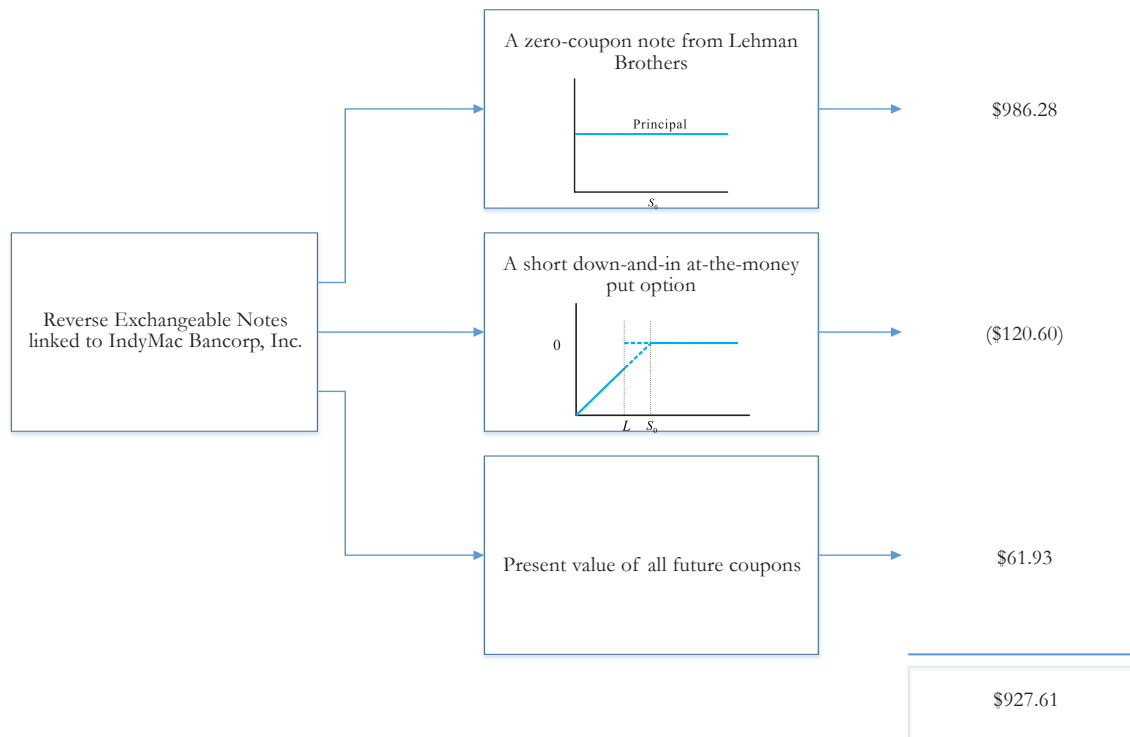 A zero-coupon note from Lehman
Brothers
Principal
S₀
$986.28
Reverse Exchangeable Notes
linked to IndyMac Bancorp, Inc.
A short down-and-in at-the-money
put option
0
L S₀
($120.60)
Present value of all future coupons
$61.93
$927.61